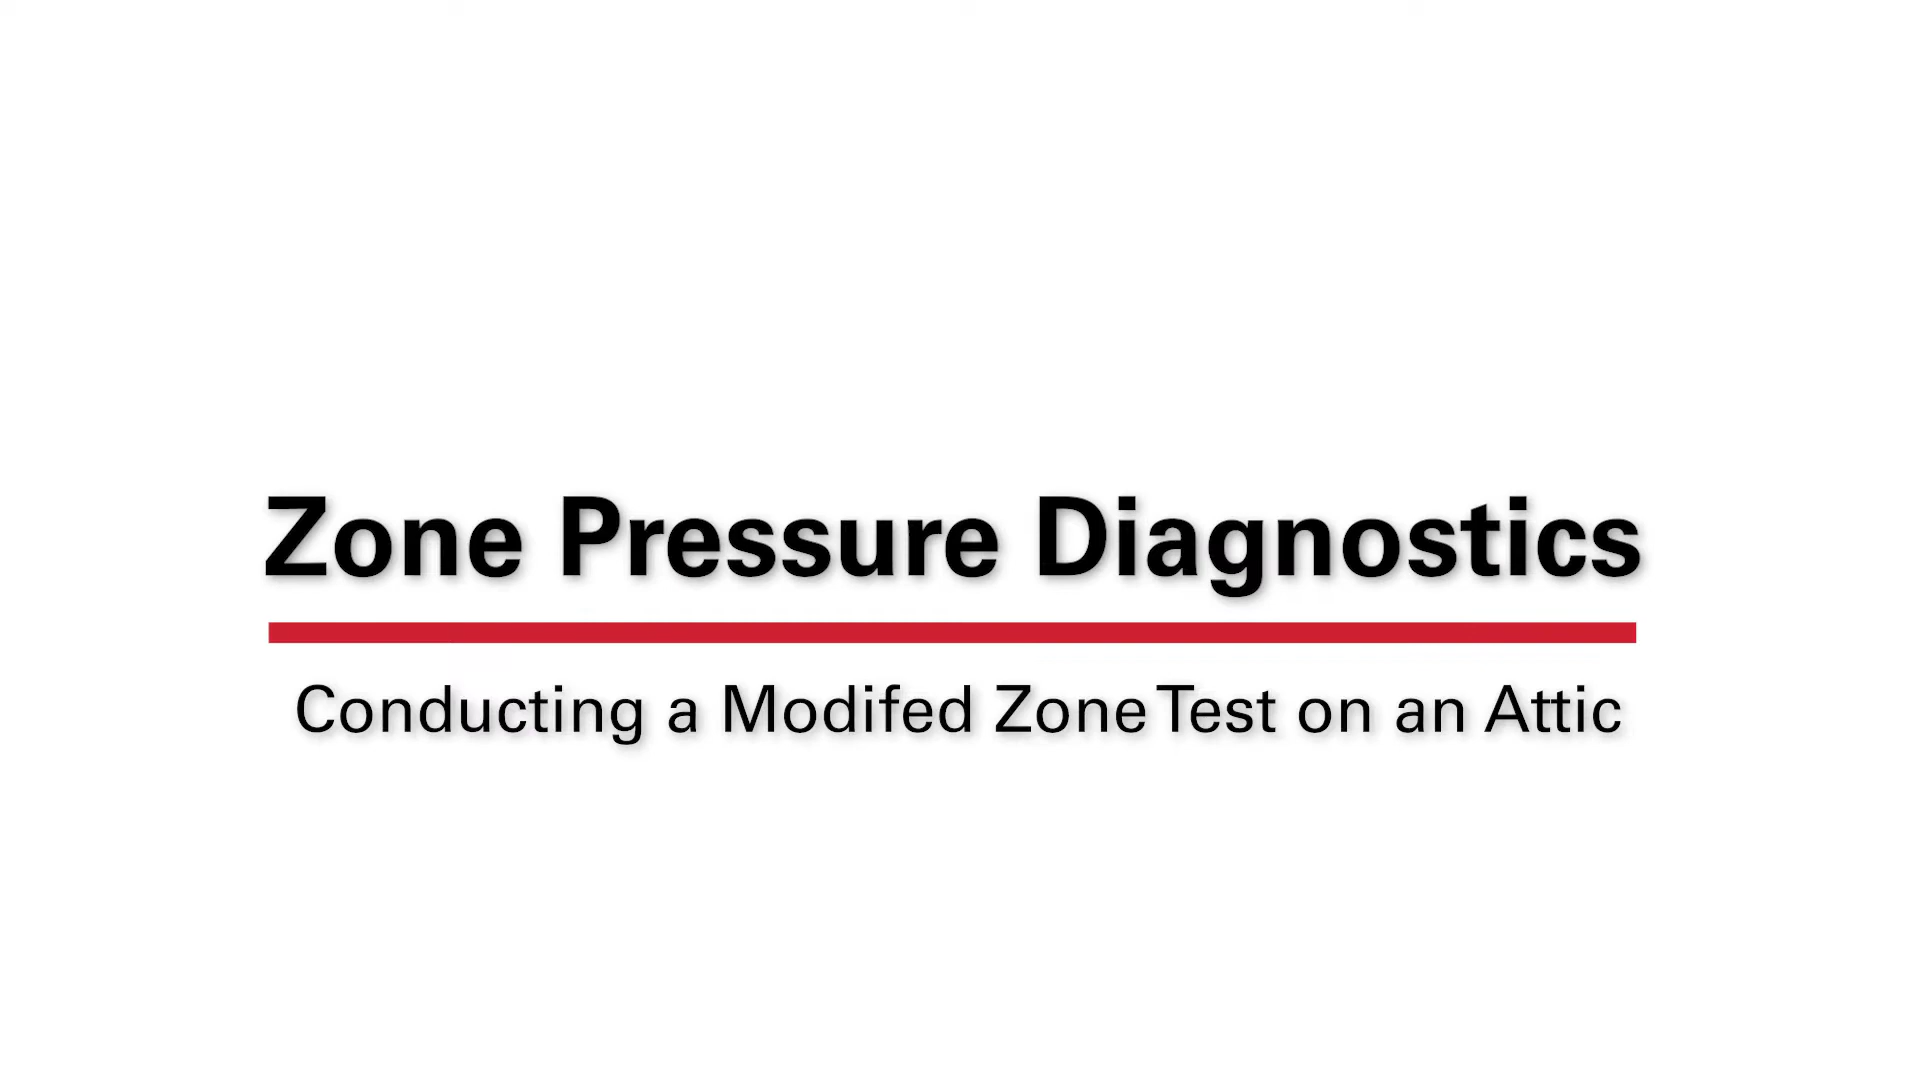 Zone Pressure Diagnostics
Conducting a Modifed Zone Test on an Attic